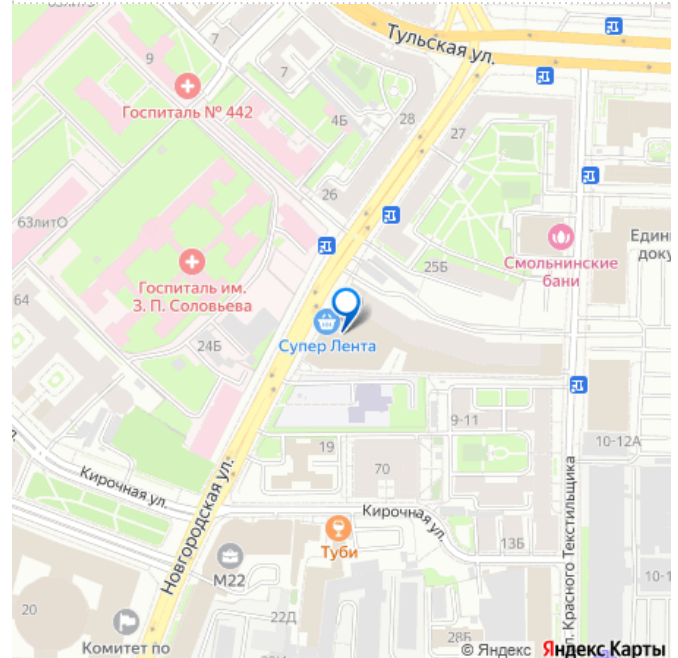 63литЗ
7
Тульская ул.
9
7
Госпиталь № 442
4Б
28
27
26
63литО
Смольнинские
бани
Един
доку
25Б
Госпиталь им.
З. П. Соловьева
64
24Б
Супер Лента
9-11
10-12А
19
70
Кирочная ул.
Кирочная ул.
Новгородская ул.
Туби
13Б
М22
л. Красного Текстильщика
10-1
20
22Д
28Б
Комитет по
© Яндекс Яндекс Карты